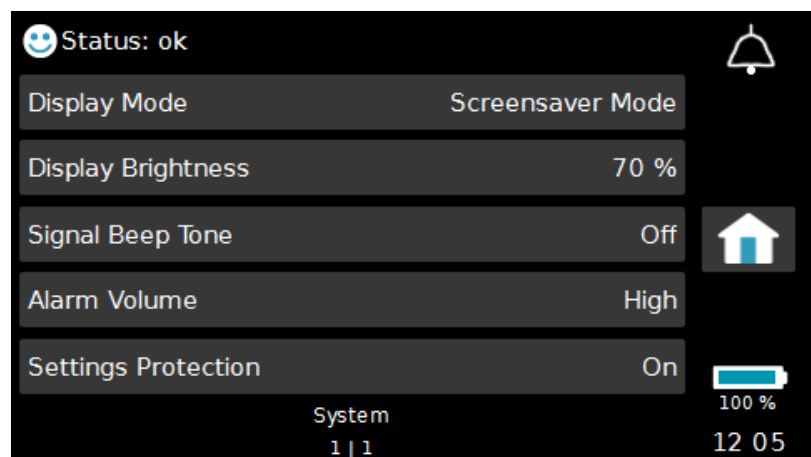 Status: ok
Display Mode Screensaver Mode
Display Brightness 70 %
Signal Beep Tone Off
Alarm Volume High
Settings Protection On
100 %
System
1 | 1
12 05